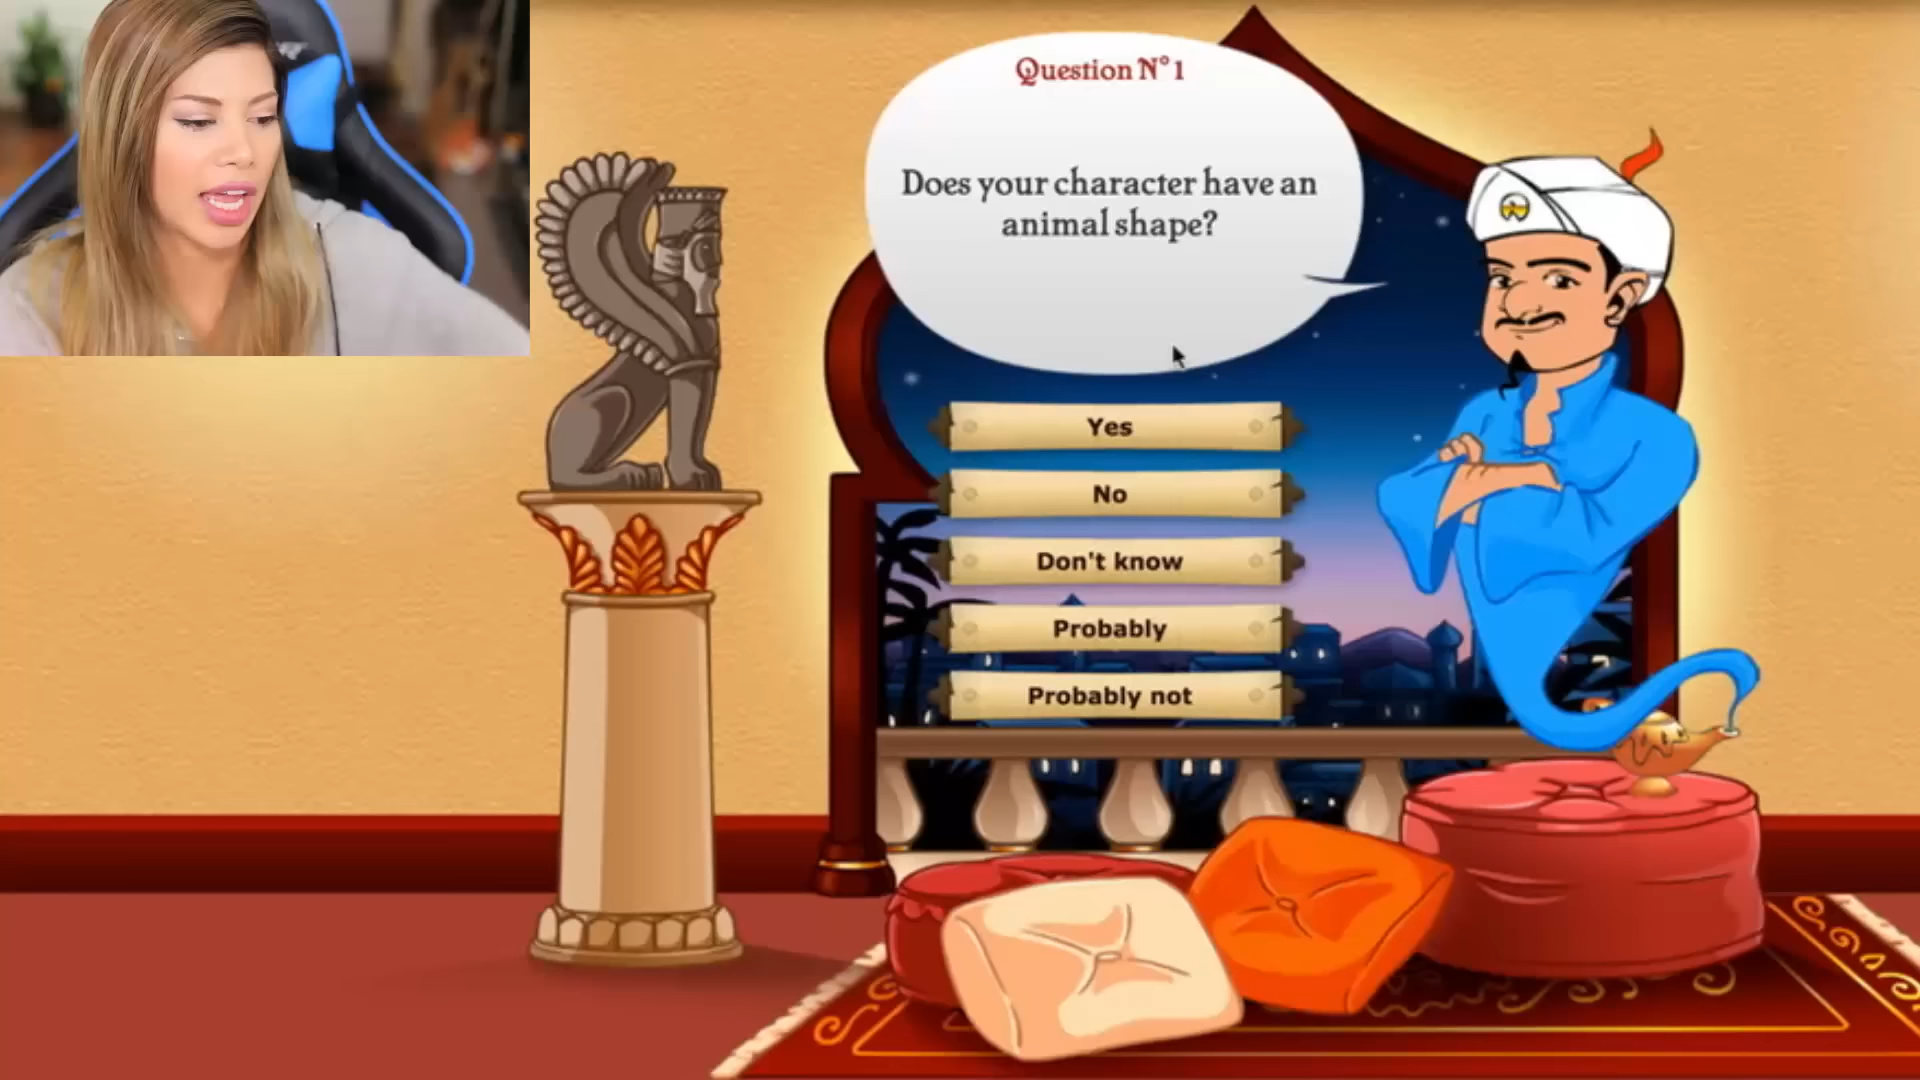 Question N° 1
Does your character have an
animal shape?
Yes
No
Don't know
Probably
Probably not